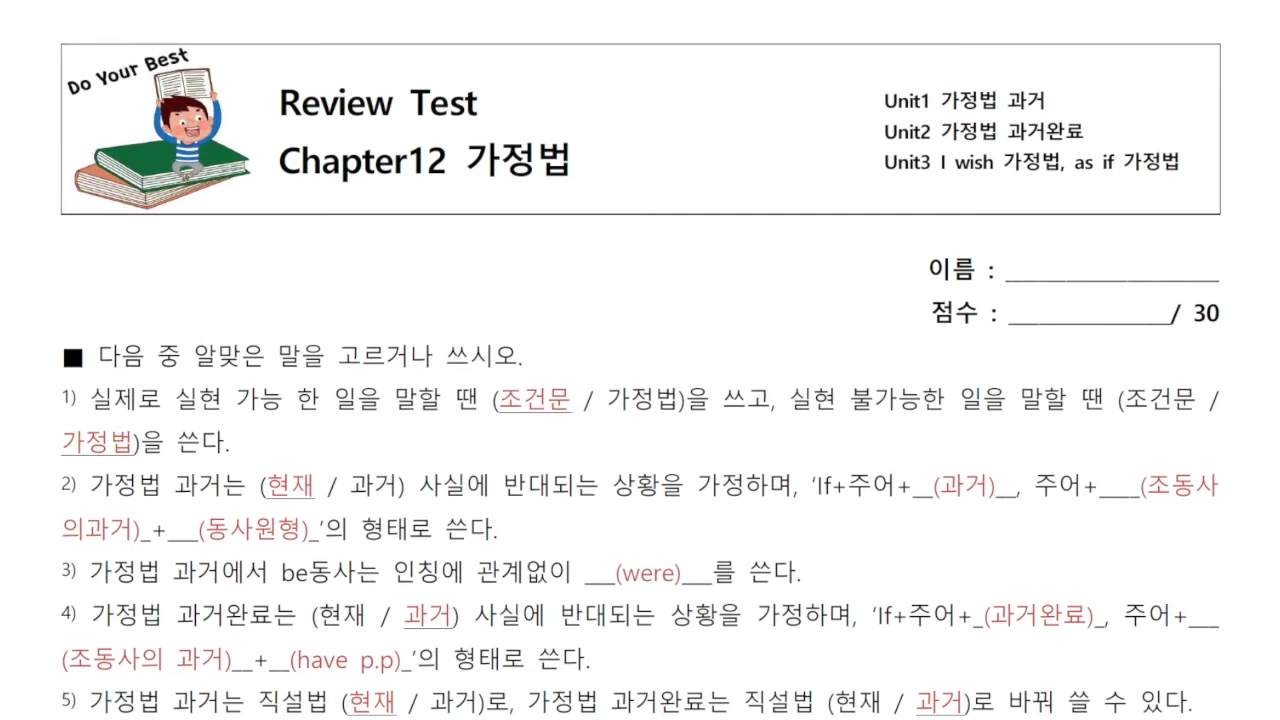 Do Your Best
Review Test
Chapter12 가정법
Unit1 가정법 과거
Unit2 가정법 과거완료
Unit3 I wish 가정법, as if 가정법
이름 : ________________
점수 : ____________/ 30
■ 다음 중 알맞은 말을 고르거나 쓰시오.
1) 실제로 실현 가능 한 일을 말할 땐 (조건문 / 가정법)을 쓰고, 실현 불가능한 일을 말할 땐 (조건문 /
가정법)을 쓴다.
2) 가정법 과거는 (현재 / 과거) 사실에 반대되는 상황을 가정하며, ‘If+주어+__(과거)__, 주어+____(조동사
의과거)_+___(동사원형)_’의 형태로 쓴다.
3) 가정법 과거에서 be동사는 인칭에 관계없이 ___(were)___를 쓴다.
4) 가정법 과거완료는 (현재 / 과거) 사실에 반대되는 상황을 가정하며, ‘If+주어+_(과거완료)_, 주어+___
(조동사의 과거)__+__(have p.p)_’의 형태로 쓴다.
5) 가정법 과거는 직설법 (현재 / 과거)로, 가정법 과거완료는 직설법 (현재 / 과거)로 바꿔 쓸 수 있다.